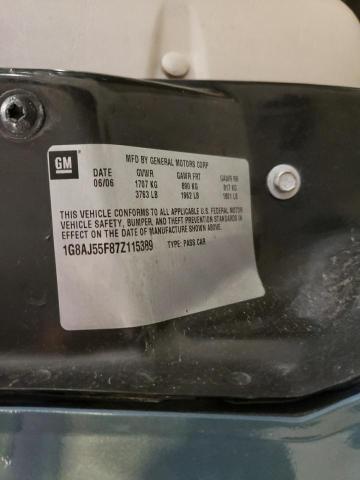 GM
MFD BY GENERAL MOTORS CORP
DATE GVWR GAWR FRT GAWR RR
06/06 1707 KG 890 KG 817 KG
3763 LB 1962 LB 1801 LB
THIS VEHICLE CONFORMS TO ALL APPLICABLE U.S. FEDERAL MOTOR
VEHICLE SAFETY, BUMPER, AND THEFT PREVENTION STANDARDS IN
EFFECT ON THE DATE OF MANUFACTURE SHOWN ABOVE.
1G8AJ55F87Z115389 TYPE: PASS CAR